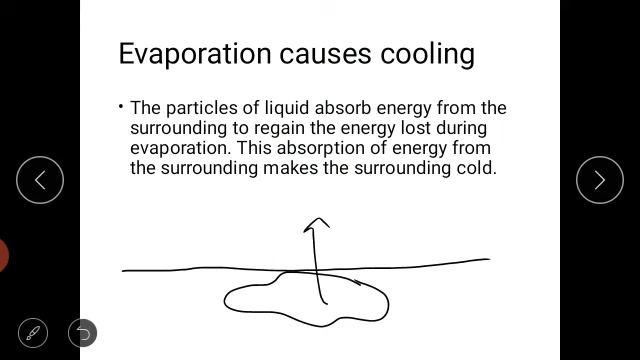 Evaporation causes cooling
• The particles of liquid absorb energy from the
surrounding to regain the energy lost during
evaporation. This absorption of energy from
the surrounding makes the surrounding cold.